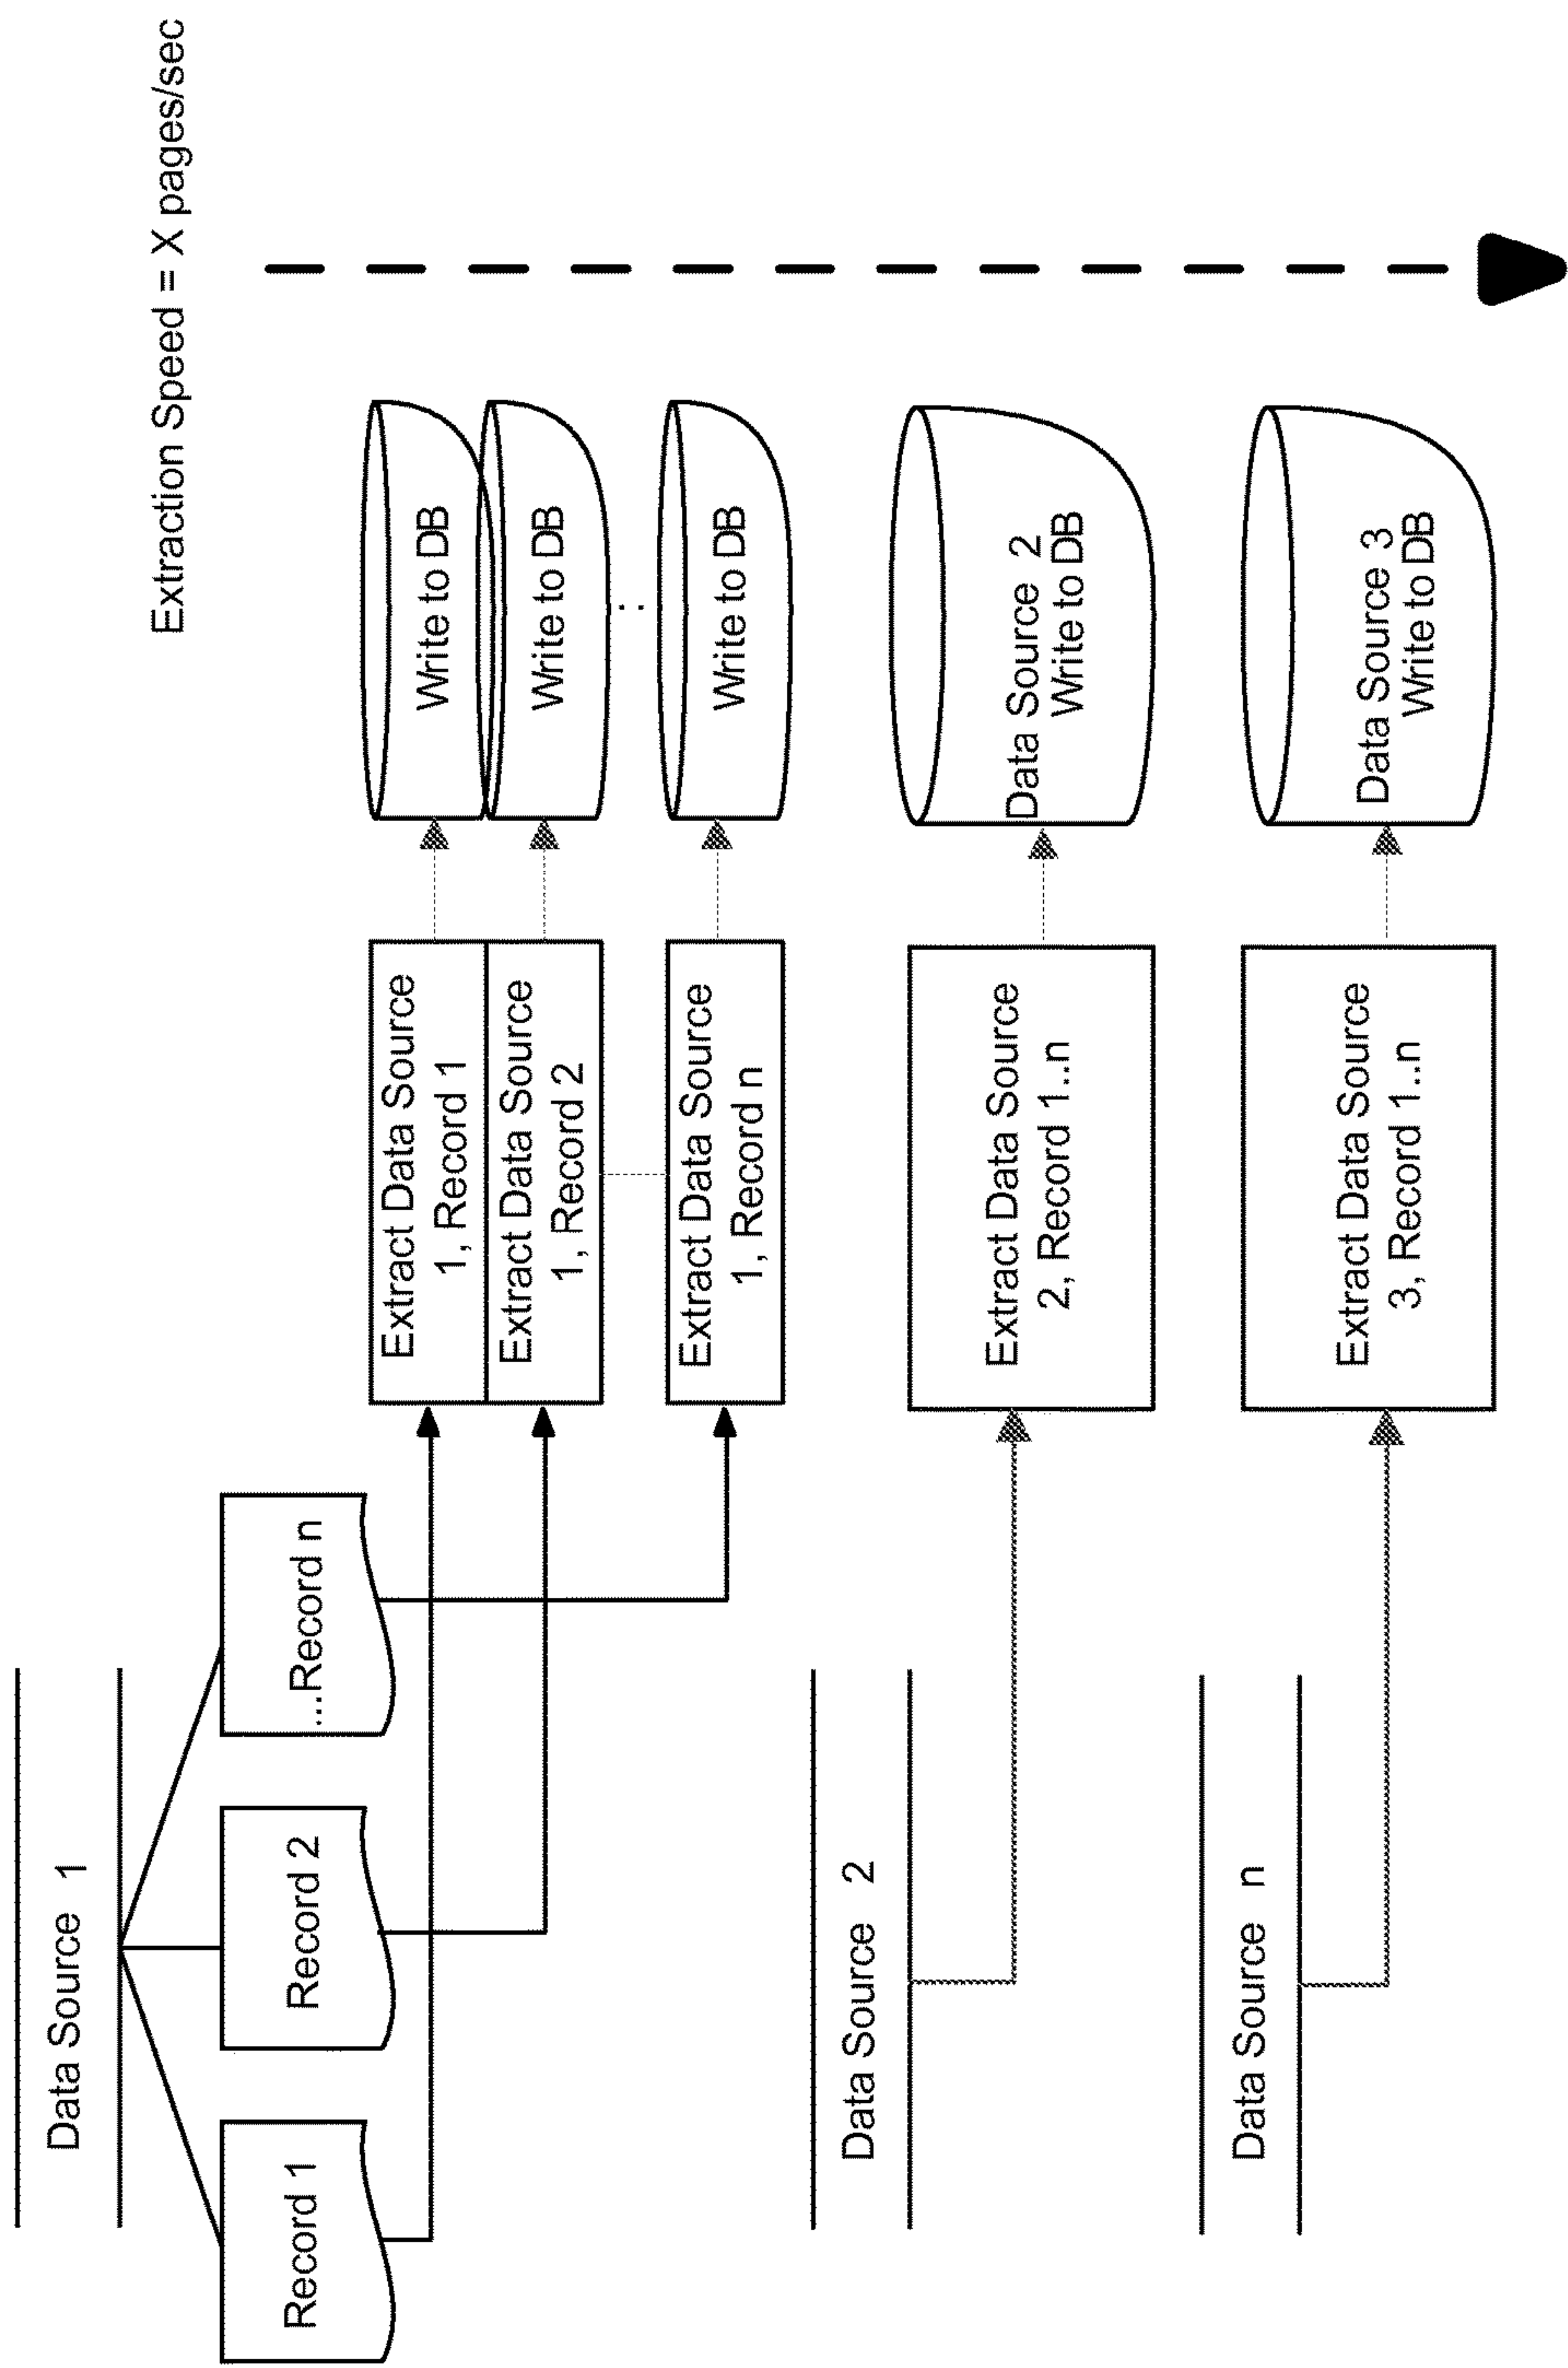 Extraction Speed = X pages/sec
Data Source 1
Record 1
Record 2
...Record n
Extract Data Source
1, Record 1
Write to DB
Extract Data Source
1, Record 2
Write to DB
..
Extract Data Source
1, Record n
Write to DB
Data Source 2
Extract Data Source
2, Record 1..n
Data Source 2
Write to DB
Data Source n
Extract Data Source
3, Record 1..n
Data Source 3
Write to DB